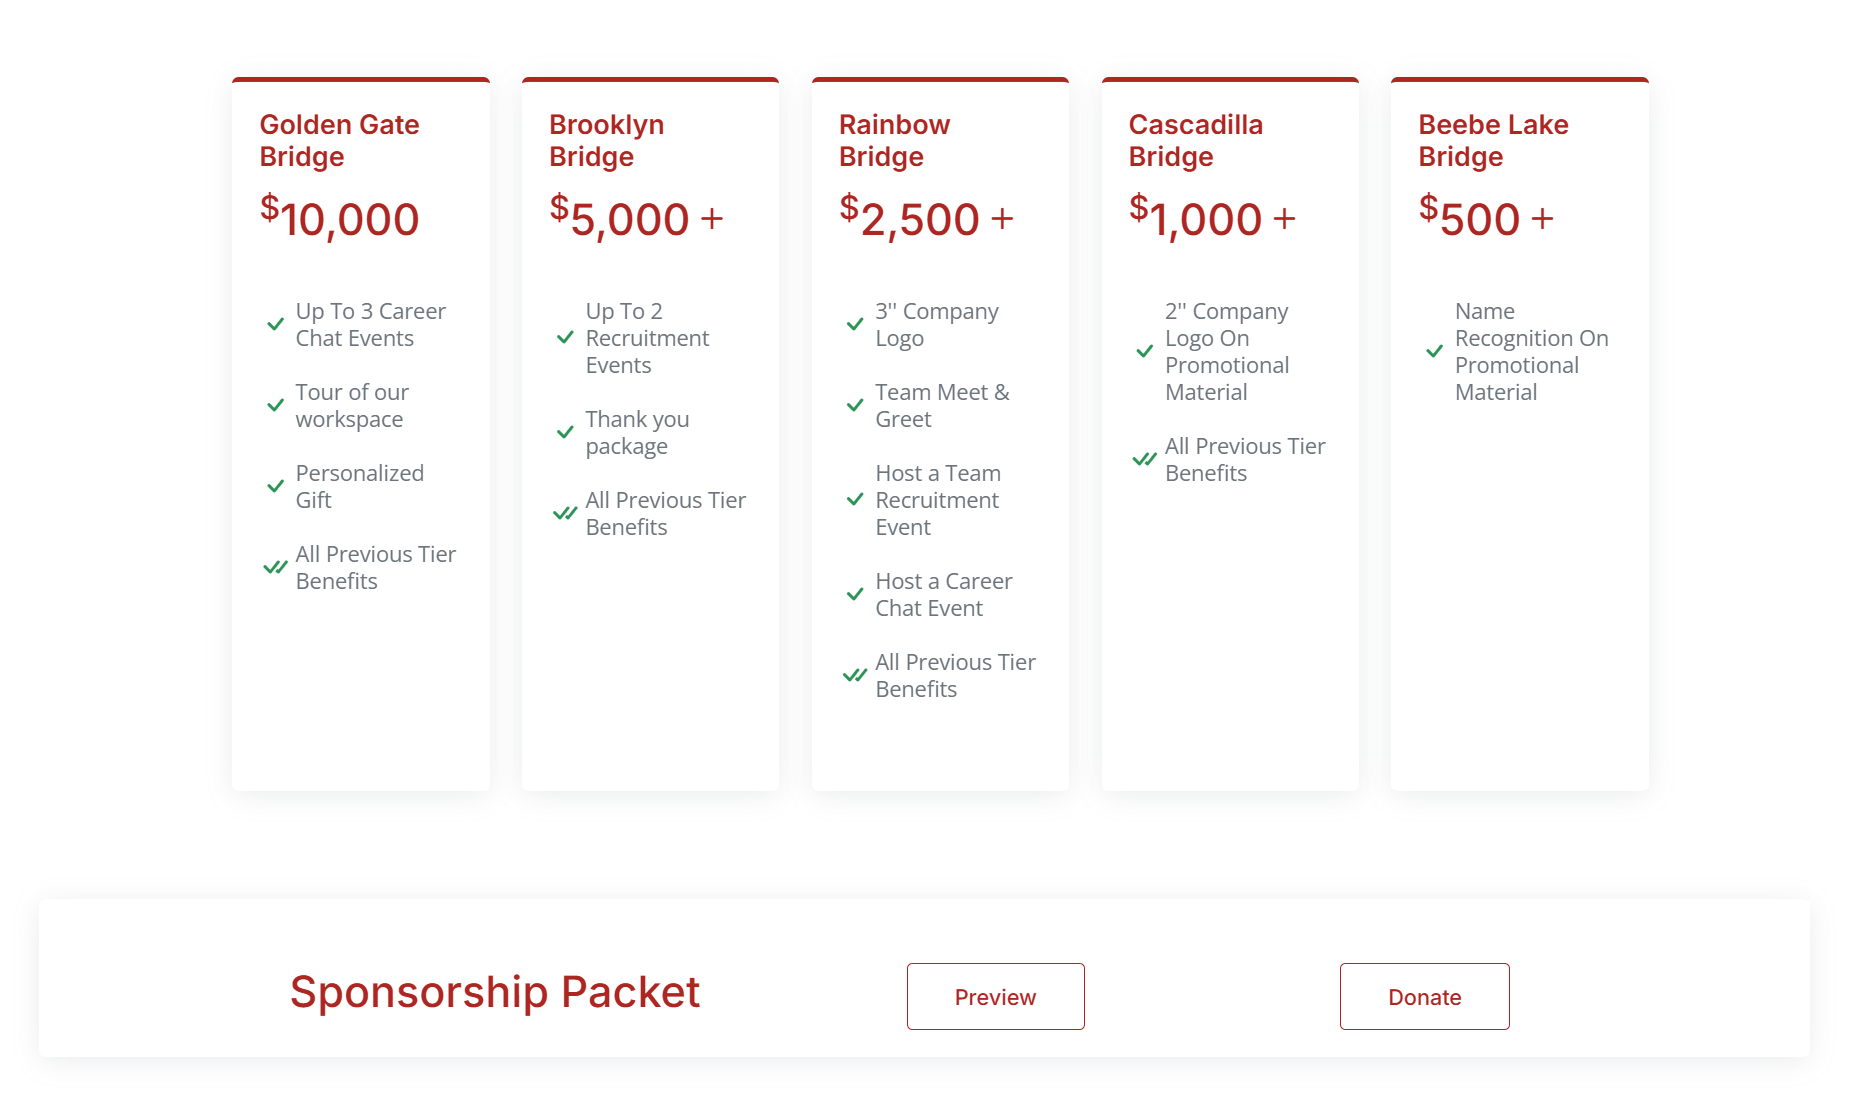 Golden Gate
Bridge
$10,000
Up To 3 Career
Chat Events
Tour of our
workspace
Personalized
Gift
All Previous Tier
Benefits
Brooklyn
Bridge
$5,000 +
Up To 2
Recruitment
Events
Thank you
package
All Previous Tier
Benefits
Rainbow
Bridge
$2,500 +
3" Company
Logo
Team Meet &
Greet
Host a Team
Recruitment
Event
Host a Career
Chat Event
All Previous Tier
Benefits
Cascadilla
Bridge
$1,000 +
2" Company
Logo On
Promotional
Material
All Previous Tier
Benefits
Beebe Lake
Bridge
$500 +
Name
Recognition On
Promotional
Material
Sponsorship Packet
Preview
Donate